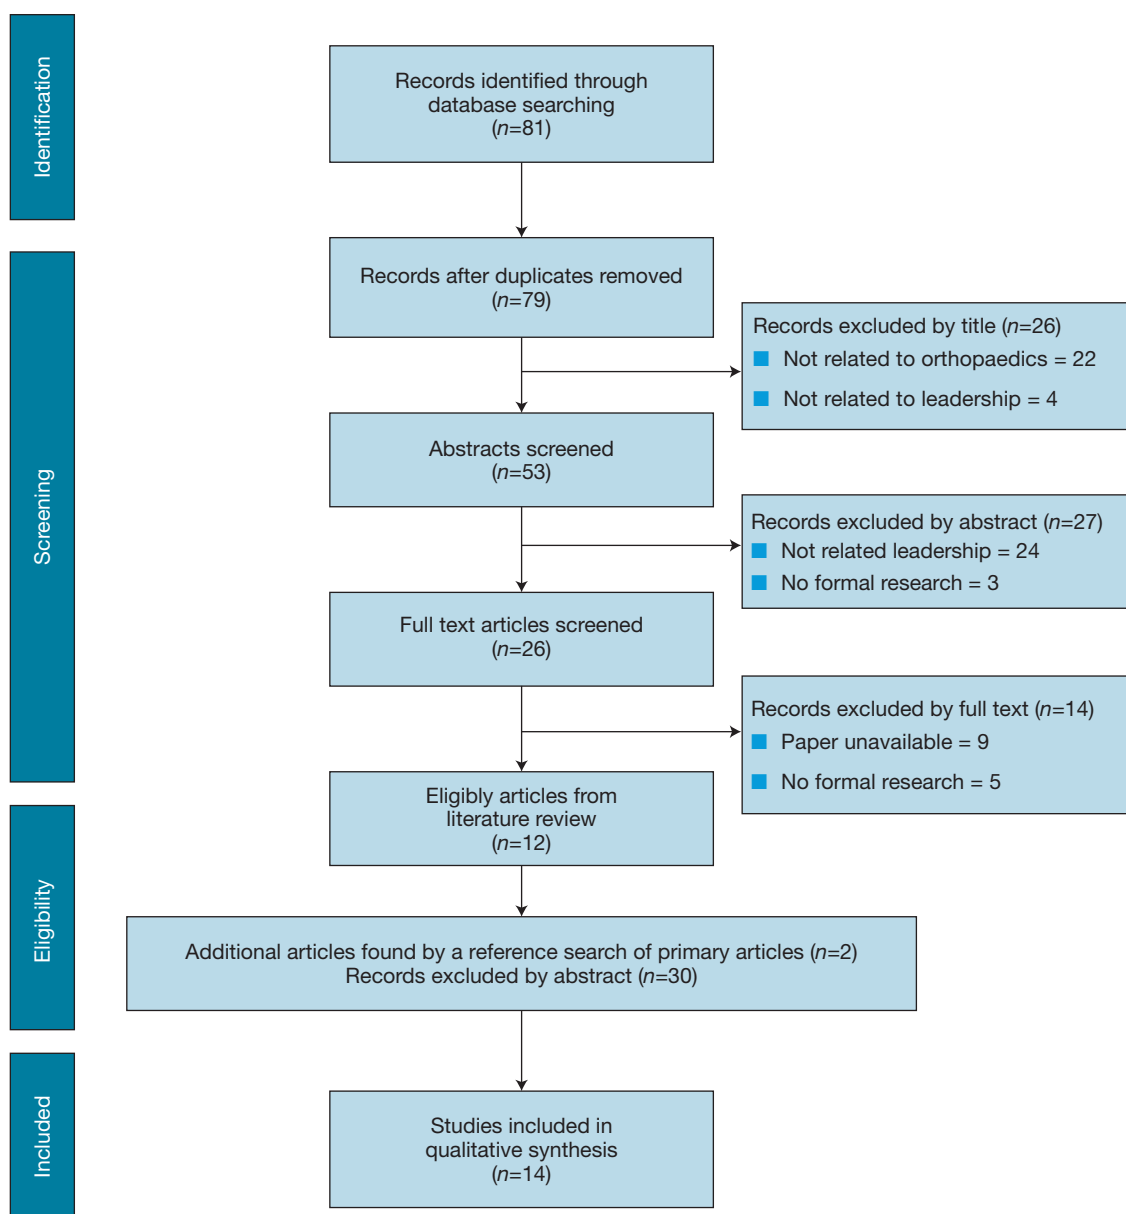 Identification
Records identified through
database searching
(n=81)
Screening
Records after duplicates removed
(n=79)
Records excluded by title (n=26)
Not related to orthopaedics = 22
Not related to leadership = 4
Abstracts screened
(n=53)
Records excluded by abstract (n=27)
Not related leadership = 24
No formal research = 3
Full text articles screened
(n=26)
Records excluded by full text (n=14)
Paper unavailable = 9
No formal research = 5
Eligibly articles from
literature review
(n=12)
Eligibility
Additional articles found by a reference search of primary articles (n=2)
Records excluded by abstract (n=30)
Included
Studies included in
qualitative synthesis
(n=14)